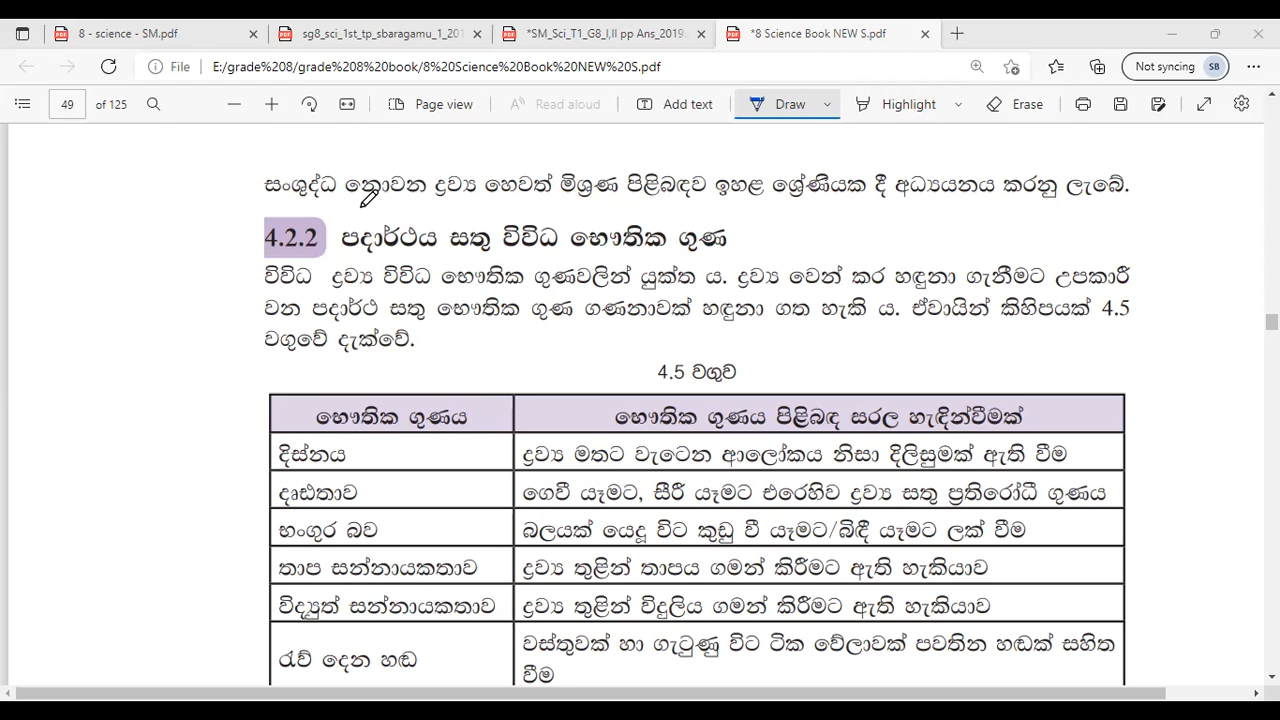 8 - science - SM.pdf
sg8_sci_1st_tp_sbaragamu_1_201
*SM_Sci_T1_G8_I,II pp Ans_2019.
*8 Science Book NEW S.pdf
File E:/grade%208/grade%208%20book/8%20Science%20Book%20NEW%20S.pdf Not syncing SB
49 of 125 Page view Read aloud Add text Draw Highlight Erase
සංශුද්ධ නොවන ද්‍රව්‍ය හෙවත් මිශ්‍රණ පිළිබඳව ඉහළ ශ්‍රේණියක දී අධ්‍යයනය කරනු ලැබේ.
4.2.2 පදාර්ථය සතු විවිධ භෞතික ගුණ
විවිධ ද්‍රව්‍ය විවිධ භෞතික ගුණවලින් යුක්ත ය. ද්‍රව්‍ය වෙන් කර හඳුනා ගැනීමට උපකාරී
වන පදාර්ථ සතු භෞතික ගුණ ගණනාවක් හඳුනා ගත හැකි ය. ඒවායින් කිහිපයක් 4.5
වගුවේ දැක්වේ.
4.5 වගුව
භෞතික ගුණය භෞතික ගුණය පිළිබඳ සරල හැඳින්වීමක්
දිස්නය ද්‍රව්‍ය මතට වැටෙන ආලෝකය නිසා දිලිසුමක් ඇති වීම
දෘඪතාව ගෙවී යෑමට, සීරී යෑමට එරෙහිව ද්‍රව්‍ය සතු ප්‍රතිරෝධී ගුණය
භංගුර බව බලයක් යෙදූ විට කුඩු වී යෑමට/බිඳී යෑමට ලක් වීම
තාප සන්නායකතාව ද්‍රව්‍ය තුළින් තාපය ගමන් කිරීමට ඇති හැකියාව
විද්‍යුත් සන්නායකතාව ද්‍රව්‍ය තුළින් විදුලිය ගමන් කිරීමට ඇති හැකියාව
රැව් දෙන හඬ වස්තුවක් හා ගැටුණු විට ටික වේලාවක් පවතින හඬක් සහිත
වීම